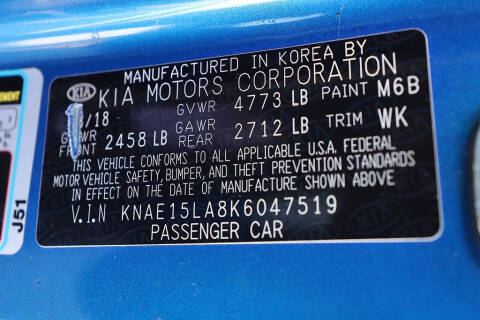 MANUFACTURED IN KOREA BY
KIA KIA MOTORS CORPORATION
/18 GVWR 4773 LB PAINT M6B
FRONT 2458 LB GAWR REAR 2712 LB TRIM WK
THIS VEHICLE CONFORMS TO ALL APPLICABLE U.S.A. FEDERAL
MOTOR VEHICLE SAFETY, BUMPER, AND THEFT PREVENTION STANDARDS
IN EFFECT ON THE DATE OF MANUFACTURE SHOWN ABOVE
V.I.N KNAE15LA8K6047519
PASSENGER CAR
J51